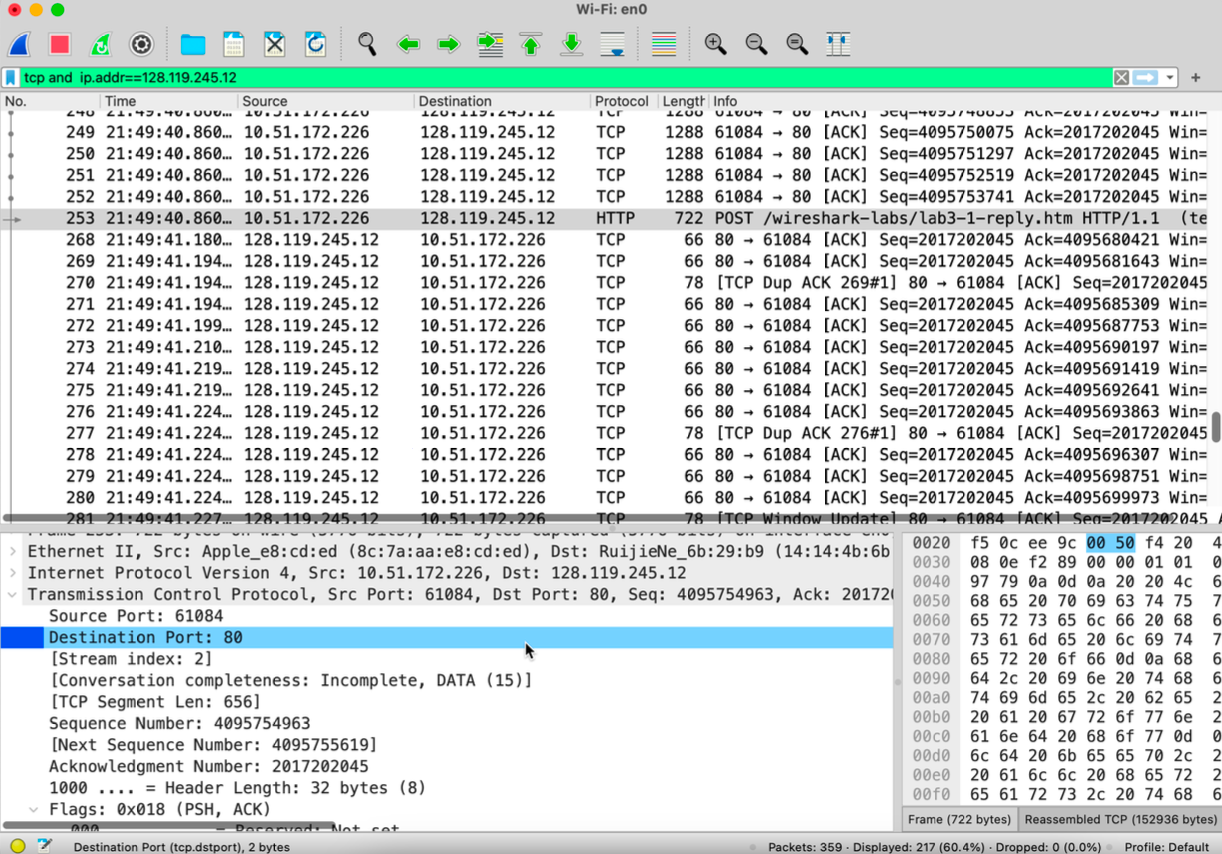 Wi-Fi: en0
tcp and  ip.addr==128.119.245.12
No. Time Source Destination Protocol Length Info
248 21:49:40.860… 10.51.172.226 128.119.245.12 TCP 1288 61084 → 80 [ACK] Seq=4095748853 Ack=2017202045 Win=
249 21:49:40.860… 10.51.172.226 128.119.245.12 TCP 1288 61084 → 80 [ACK] Seq=4095750075 Ack=2017202045 Win=
250 21:49:40.860… 10.51.172.226 128.119.245.12 TCP 1288 61084 → 80 [ACK] Seq=4095751297 Ack=2017202045 Win=
251 21:49:40.860… 10.51.172.226 128.119.245.12 TCP 1288 61084 → 80 [ACK] Seq=4095752519 Ack=2017202045 Win=
252 21:49:40.860… 10.51.172.226 128.119.245.12 TCP 1288 61084 → 80 [ACK] Seq=4095753741 Ack=2017202045 Win=
253 21:49:40.860… 10.51.172.226 128.119.245.12 HTTP 722 POST /wireshark-labs/lab3-1-reply.htm HTTP/1.1  (te
268 21:49:41.180… 128.119.245.12 10.51.172.226 TCP 66 80 → 61084 [ACK] Seq=2017202045 Ack=4095680421 Win=
269 21:49:41.194… 128.119.245.12 10.51.172.226 TCP 66 80 → 61084 [ACK] Seq=2017202045 Ack=4095681643 Win=
270 21:49:41.194… 128.119.245.12 10.51.172.226 TCP 78 [TCP Dup ACK 269#1] 80 → 61084 [ACK] Seq=2017202045
271 21:49:41.194… 128.119.245.12 10.51.172.226 TCP 66 80 → 61084 [ACK] Seq=2017202045 Ack=4095685309 Win=
272 21:49:41.199… 128.119.245.12 10.51.172.226 TCP 66 80 → 61084 [ACK] Seq=2017202045 Ack=4095687753 Win=
273 21:49:41.210… 128.119.245.12 10.51.172.226 TCP 66 80 → 61084 [ACK] Seq=2017202045 Ack=4095690197 Win=
274 21:49:41.219… 128.119.245.12 10.51.172.226 TCP 66 80 → 61084 [ACK] Seq=2017202045 Ack=4095691419 Win=
275 21:49:41.219… 128.119.245.12 10.51.172.226 TCP 66 80 → 61084 [ACK] Seq=2017202045 Ack=4095692641 Win=
276 21:49:41.224… 128.119.245.12 10.51.172.226 TCP 66 80 → 61084 [ACK] Seq=2017202045 Ack=4095693863 Win=
277 21:49:41.224… 128.119.245.12 10.51.172.226 TCP 78 [TCP Dup ACK 276#1] 80 → 61084 [ACK] Seq=2017202045
278 21:49:41.224… 128.119.245.12 10.51.172.226 TCP 66 80 → 61084 [ACK] Seq=2017202045 Ack=4095696307 Win=
279 21:49:41.224… 128.119.245.12 10.51.172.226 TCP 66 80 → 61084 [ACK] Seq=2017202045 Ack=4095698751 Win=
280 21:49:41.224… 128.119.245.12 10.51.172.226 TCP 66 80 → 61084 [ACK] Seq=2017202045 Ack=4095699973 Win=
281 21:49:41.227… 128.119.245.12 10.51.172.226 TCP 78 [TCP Window Update] 80 → 61084 [ACK] Seq=2017202045 A
Frame 253: 722 bytes on wire (5776 bits), 722 bytes captured (5776 bits) on interface en0
Ethernet II, Src: Apple_e8:cd:ed (8c:7a:aa:e8:cd:ed), Dst: RuijieNe_6b:29:b9 (14:14:4b:6b
Internet Protocol Version 4, Src: 10.51.172.226, Dst: 128.119.245.12
Transmission Control Protocol, Src Port: 61084, Dst Port: 80, Seq: 4095754963, Ack: 20172
Source Port: 61084
Destination Port: 80
[Stream index: 2]
[Conversation completeness: Incomplete, DATA (15)]
[TCP Segment Len: 656]
Sequence Number: 4095754963
[Next Sequence Number: 4095755619]
Acknowledgment Number: 2017202045
1000 .... = Header Length: 32 bytes (8)
Flags: 0x018 (PSH, ACK)
000. .... .... = Reserved: Not set
0020 f5 0c ee 9c 00 50 f4 20 4
0030 08 0e f2 89 00 00 01 01 0
0040 97 79 0a 0d 0a 20 20 4c 6
0050 68 65 20 70 69 63 74 75 7
0060 65 72 73 65 6c 66 20 68 6
0070 73 61 6d 65 20 6c 69 74 7
0080 65 72 20 6f 66 0d 0a 68 6
0090 64 2c 20 69 6e 20 74 68 6
00a0 74 69 6d 65 2c 20 62 65 2
00b0 20 61 20 67 72 6f 77 6e 2
00c0 61 6e 64 20 68 6f 77 0d 0
00d0 6c 64 20 6b 65 65 70 2c 2
00e0 20 61 6c 6c 20 68 65 72 2
00f0 65 61 72 73 2c 20 74 68 6
Frame (722 bytes) Reassembled TCP (152936 bytes)
Destination Port (tcp.dstport), 2 bytes
Packets: 359 · Displayed: 217 (60.4%) · Dropped: 0 (0.0%)
Profile: Default